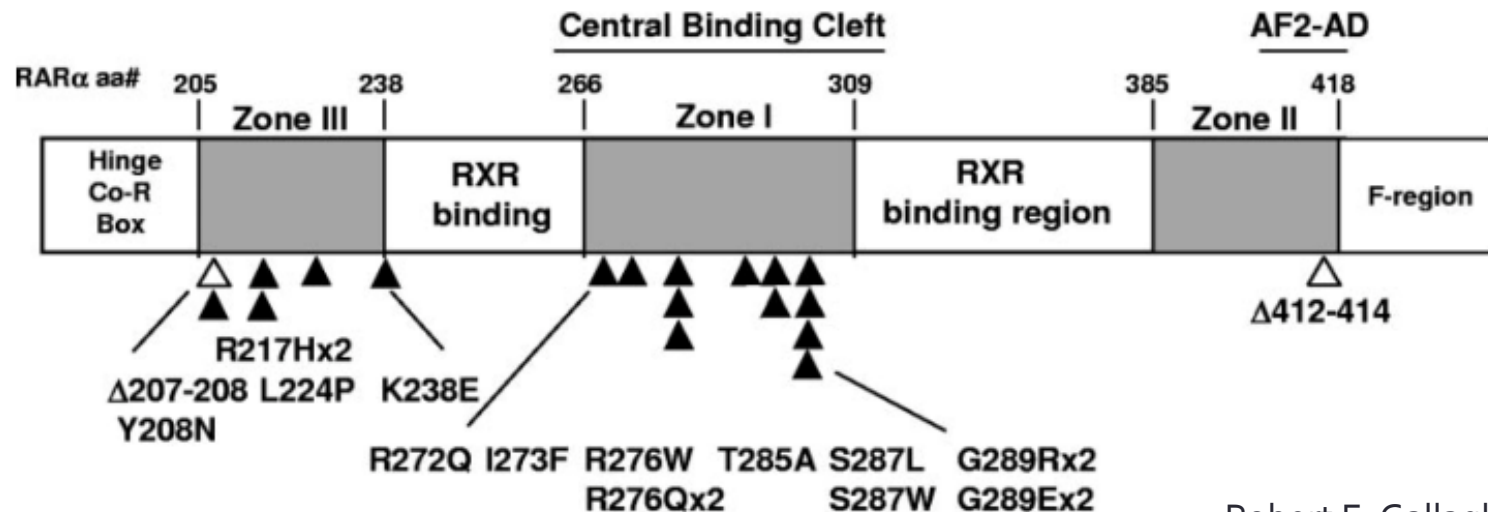 Central Binding Cleft AF2-AD
RARα aa# 205 238 266 309 385 418
Zone III Zone I Zone II
Hinge
Co-R
Box
RXR
binding
RXR
binding region
F-region
Δ412-414
R217Hx2
Δ207-208 L224P K238E
Y208N
R272Q I273F R276W T285A S287L G289Rx2
R276Qx2 S287W G289Ex2